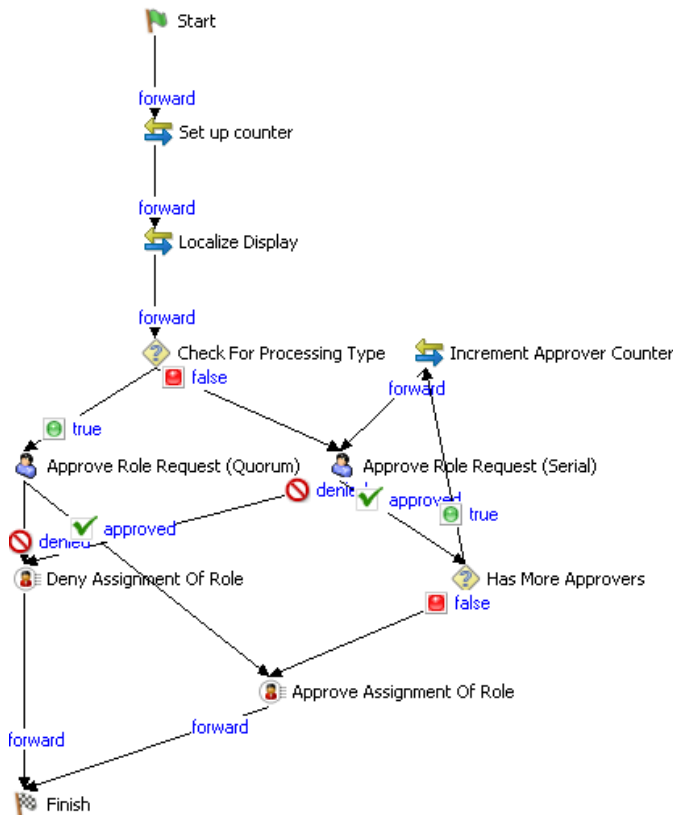 Start
forward
Set up counter
forward
Localize Display
forward
Check For Processing Type
Increment Approver Counter
false
forward
true
Approve Role Request (Quorum)
Approve Role Request (Serial)
denied
approved
true
approved
denied
Deny Assignment Of Role
Has More Approvers
false
Approve Assignment Of Role
forward
forward
Finish